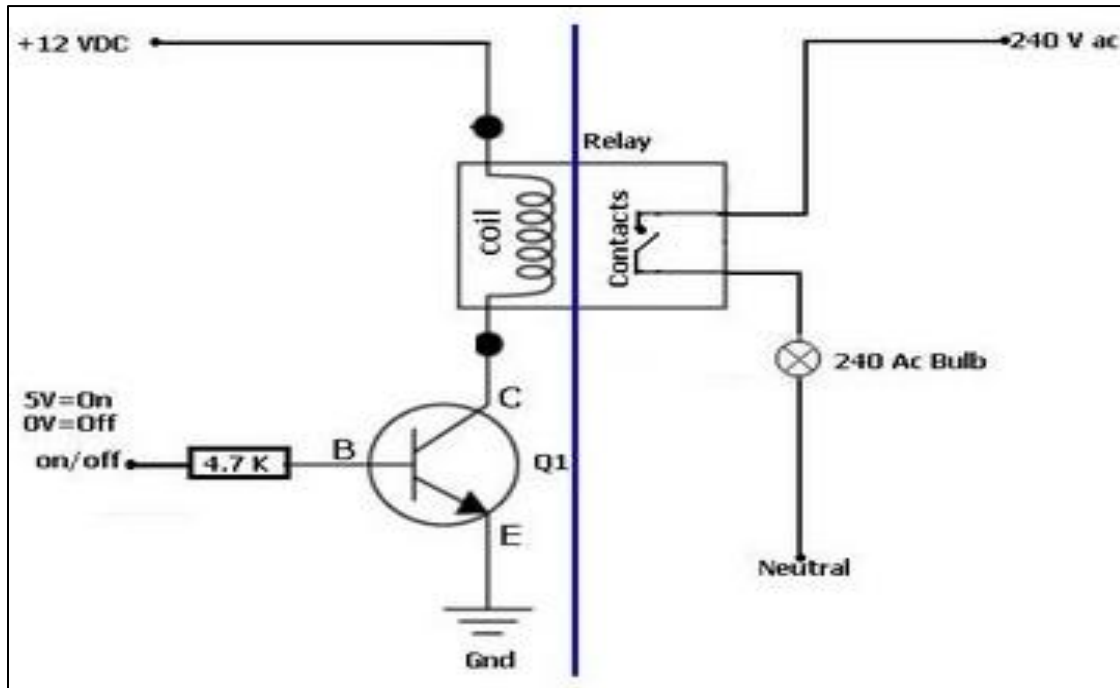 +12 VDC
240 V ac
Relay
coil
Contacts
240 Ac Bulb
5V=On
0V=Off
on/off
4.7 K
B
C
Q1
E
Neutral
Gnd